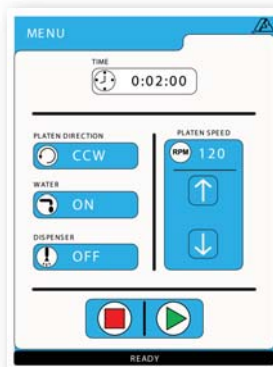 MENU
TIME
0:02:00
PLATEN DIRECTION
CCW
WATER
ON
DISPENSER
OFF
PLATEN SPEED
RPM 120
READY